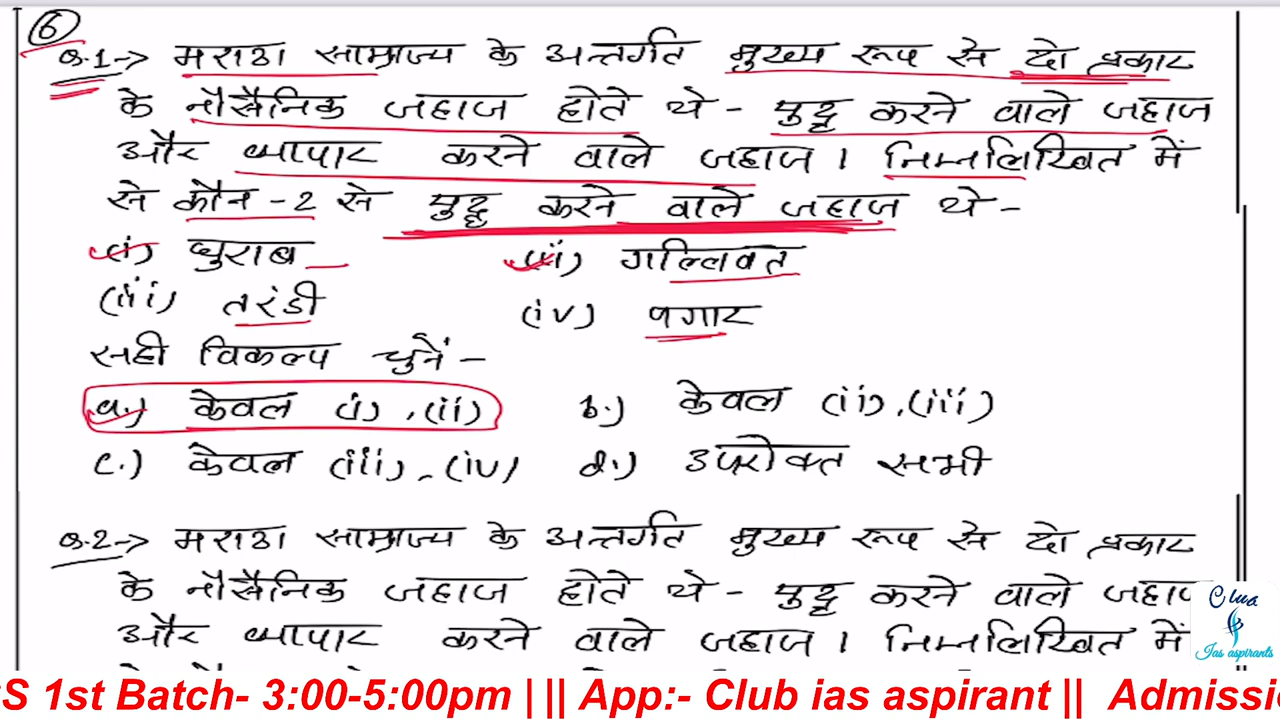 6
Q.1-> मराठा साम्राज्य के अन्तर्गत मुख्य रूप से दो प्रकार
के नौसैनिक जहाज होते थे - युद्ध करने वाले जहाज
और व्यापार करने वाले जहाज। निम्नलिखित में
से कौन-2 से युद्ध करने वाले जहाज थे -
(i) घुराब (ii) गल्लिवत
(iii) तरंडी (iv) पगार
सही विकल्प चुनें -
a.) केवल (i), (ii) b.) केवल (ii), (iii)
c.) केवल (iii), (iv) d.) उपरोक्त सभी
Q.2-> मराठा साम्राज्य के अन्तर्गत मुख्य रूप से दो प्रकार
के नौसैनिक जहाज होते थे - युद्ध करने वाले जहाज
और व्यापार करने वाले जहाज। निम्नलिखित में
Club
Ias aspirants
GS 1st Batch- 3:00-5:00pm | || App:- Club ias aspirant || Admissi